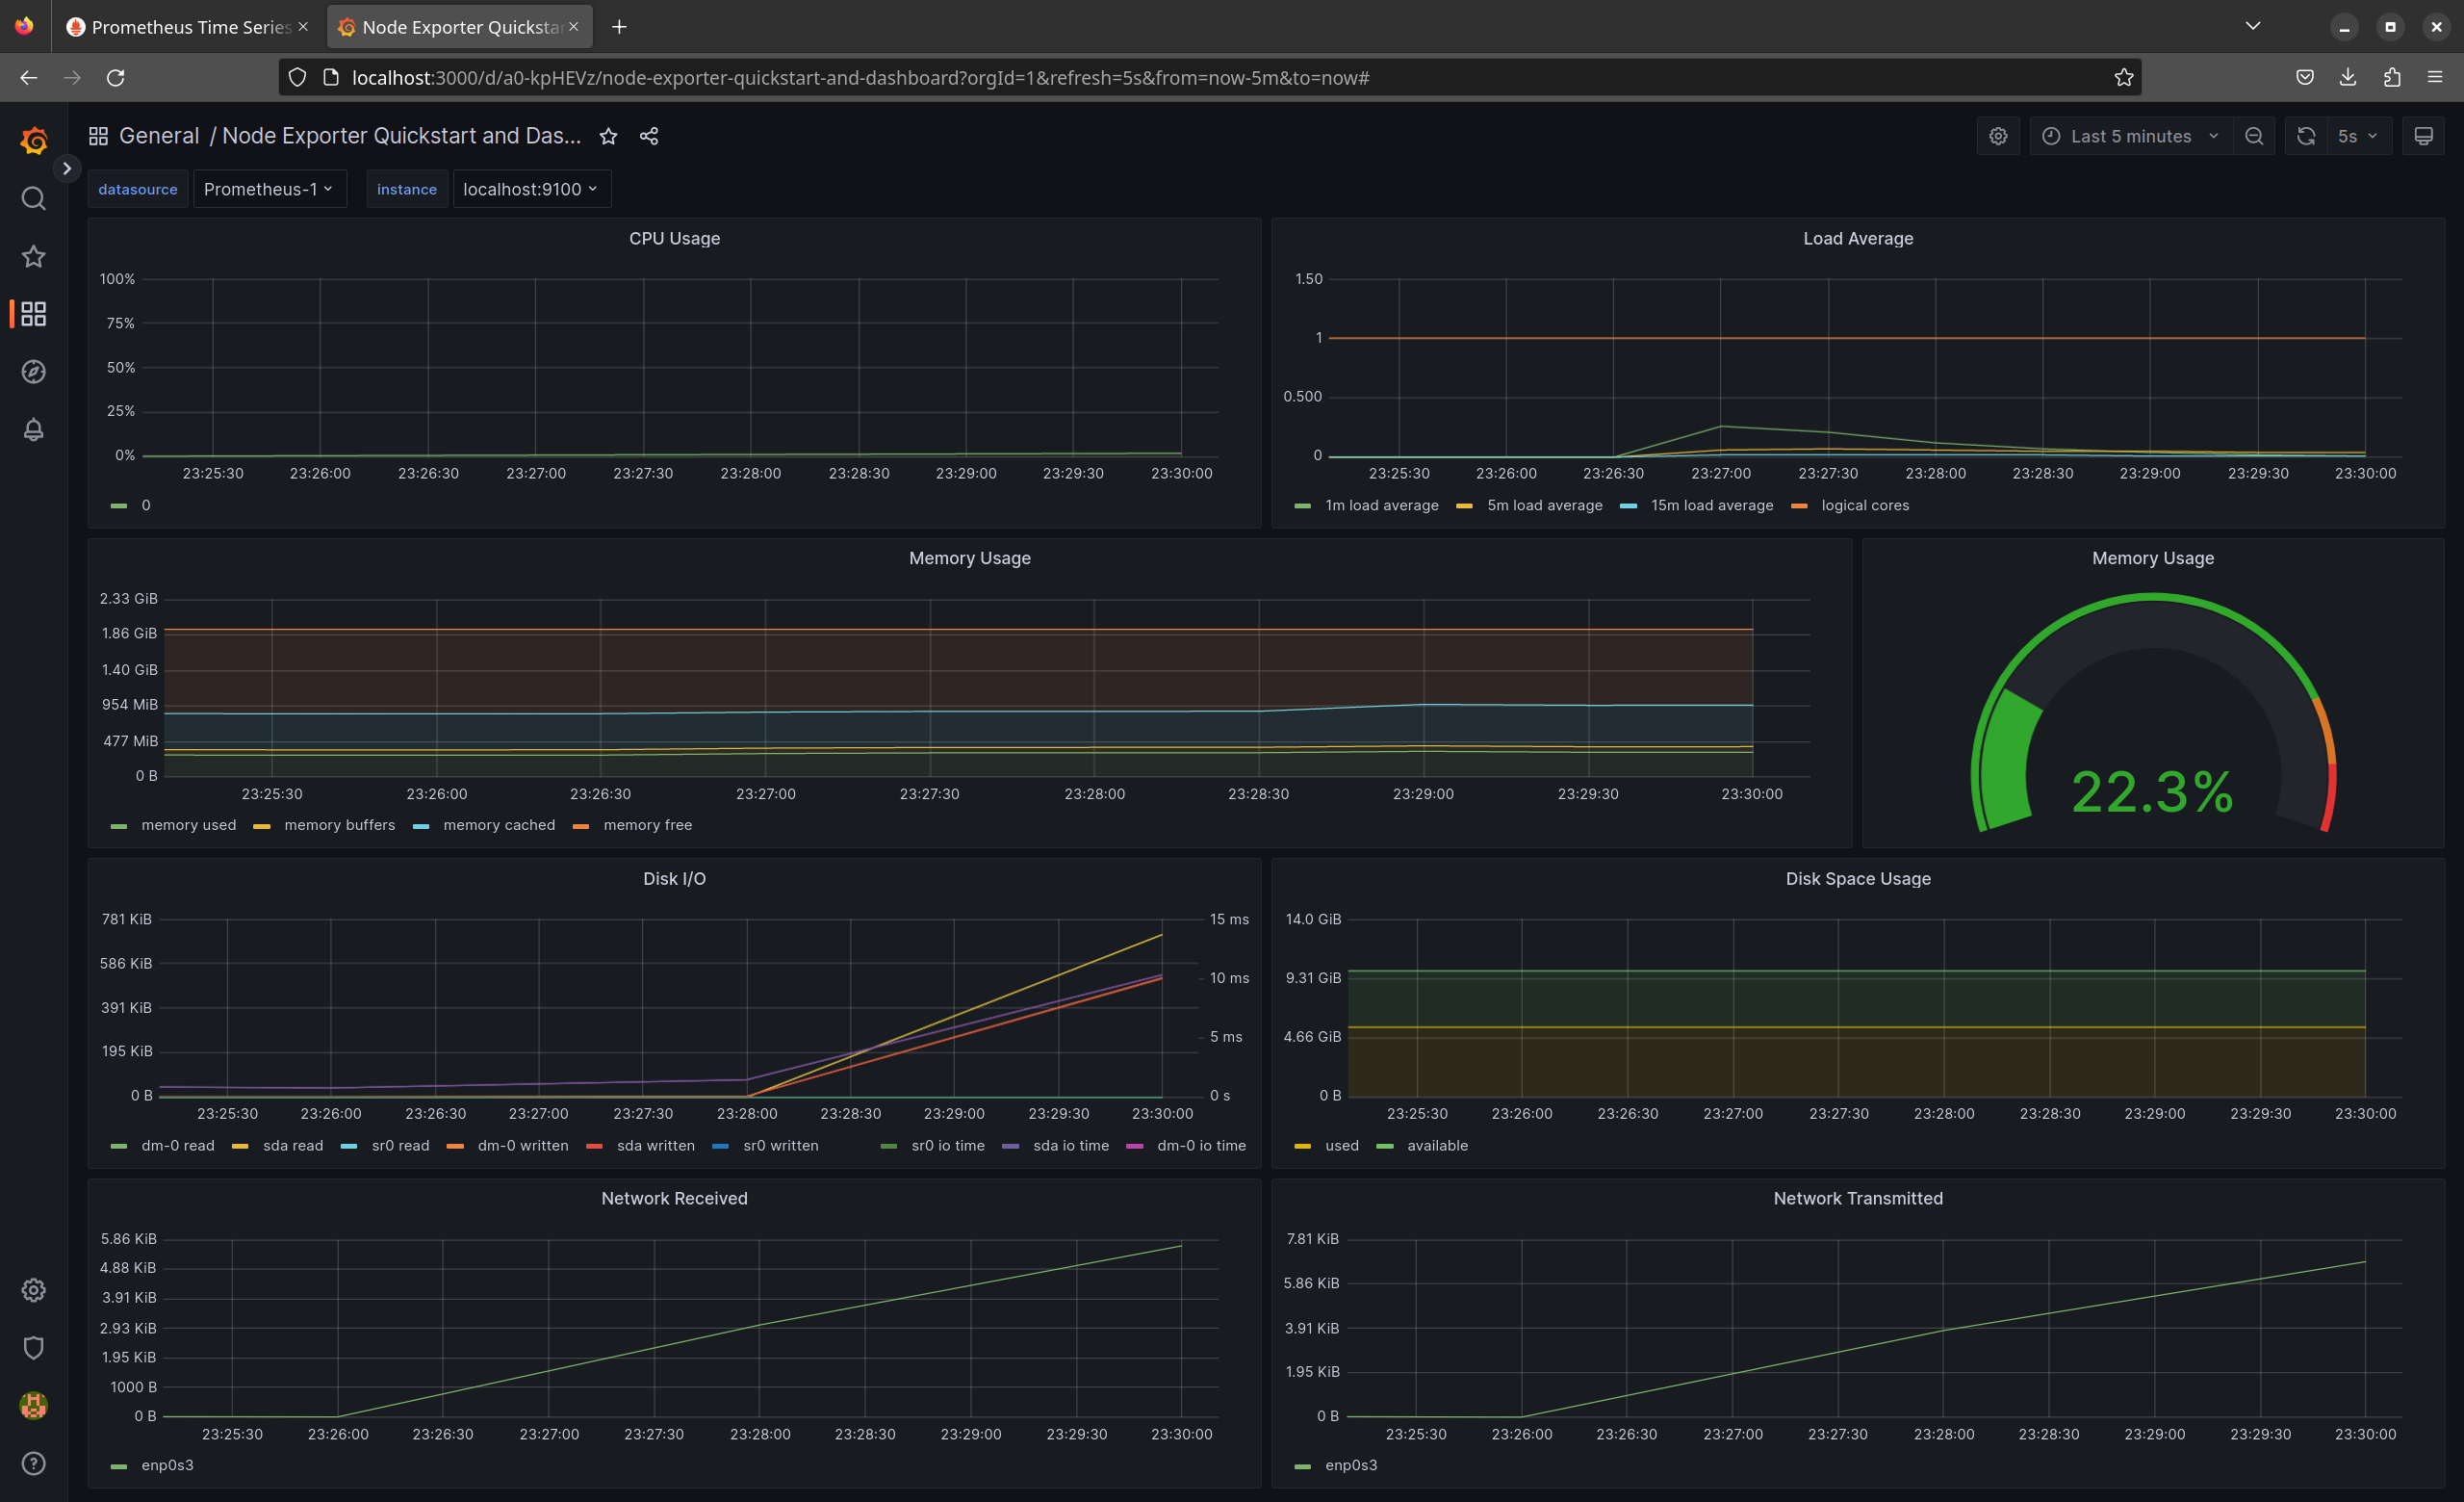 Prometheus Time Series
Node Exporter Quicksta
localhost:3000/d/a0-kpHEVz/node-exporter-quickstart-and-dashboard?orgId=1&refresh=5s&from=now-5m&to=now#
General / Node Exporter Quickstart and Das...
Last 5 minutes
5s
datasource Prometheus-1 instance localhost:9100
CPU Usage
100%
75%
50%
25%
0%
23:25:30 23:26:00 23:26:30 23:27:00 23:27:30 23:28:00 23:28:30 23:29:00 23:29:30 23:30:00
0
Load Average
1.50
1
0.500
0
23:25:30 23:26:00 23:26:30 23:27:00 23:27:30 23:28:00 23:28:30 23:29:00 23:29:30 23:30:00
1m load average 5m load average 15m load average logical cores
Memory Usage
2.33 GiB
1.86 GiB
1.40 GiB
954 MiB
477 MiB
0 B
23:25:30 23:26:00 23:26:30 23:27:00 23:27:30 23:28:00 23:28:30 23:29:00 23:29:30 23:30:00
memory used memory buffers memory cached memory free
Memory Usage
22.3%
Disk I/O
781 KiB
586 KiB
391 KiB
195 KiB
0 B
15 ms
10 ms
5 ms
0 s
23:25:30 23:26:00 23:26:30 23:27:00 23:27:30 23:28:00 23:28:30 23:29:00 23:29:30 23:30:00
dm-0 read sda read sr0 read dm-0 written sda written sr0 written sr0 io time sda io time dm-0 io time
Disk Space Usage
14.0 GiB
9.31 GiB
4.66 GiB
0 B
23:25:30 23:26:00 23:26:30 23:27:00 23:27:30 23:28:00 23:28:30 23:29:00 23:29:30 23:30:00
used available
Network Received
5.86 KiB
4.88 KiB
3.91 KiB
2.93 KiB
1.95 KiB
1000 B
0 B
23:25:30 23:26:00 23:26:30 23:27:00 23:27:30 23:28:00 23:28:30 23:29:00 23:29:30 23:30:00
enp0s3
Network Transmitted
7.81 KiB
5.86 KiB
3.91 KiB
1.95 KiB
0 B
23:25:30 23:26:00 23:26:30 23:27:00 23:27:30 23:28:00 23:28:30 23:29:00 23:29:30 23:30:00
enp0s3